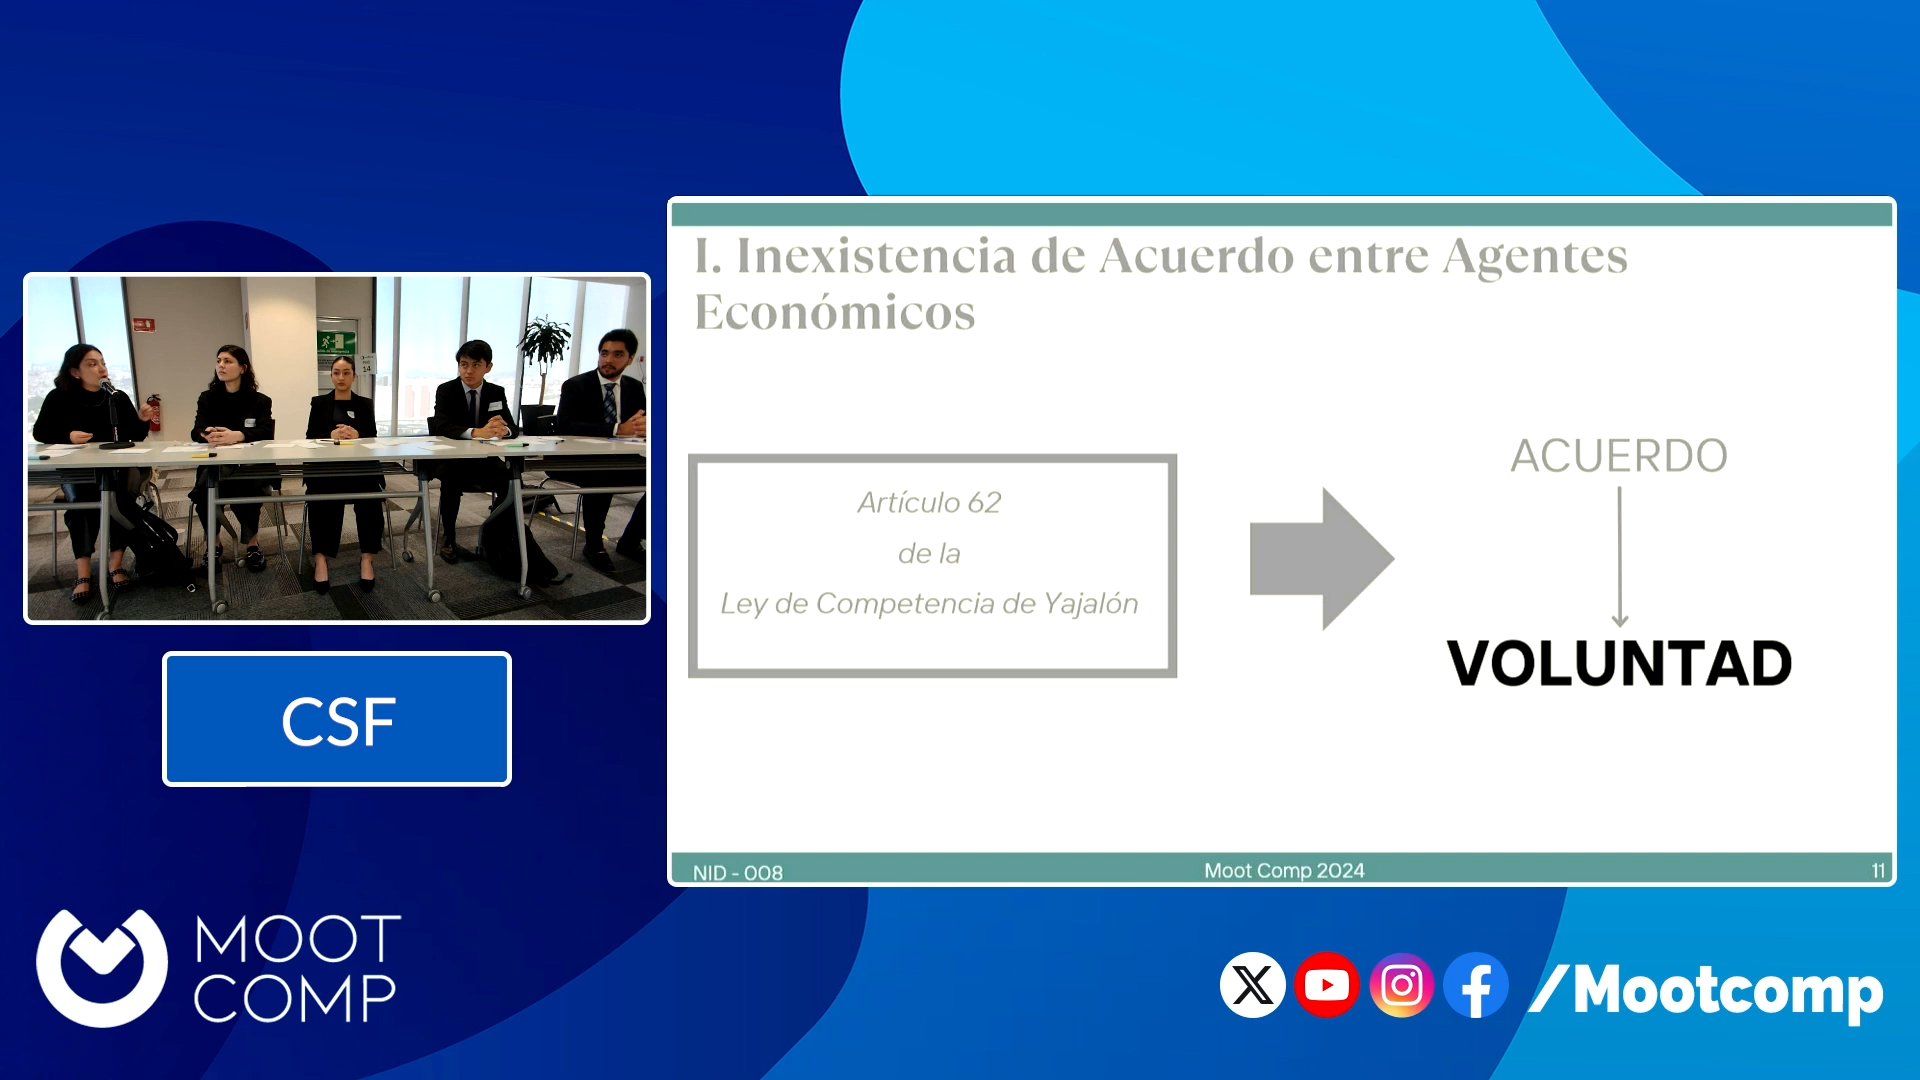 I. Inexistencia de Acuerdo entre Agentes
Económicos
Artículo 62
de la
Ley de Competencia de Yajalón
ACUERDO
VOLUNTAD
NID - 008
Moot Comp 2024
11
14
CSF
MOOT
COMP
/Mootcomp